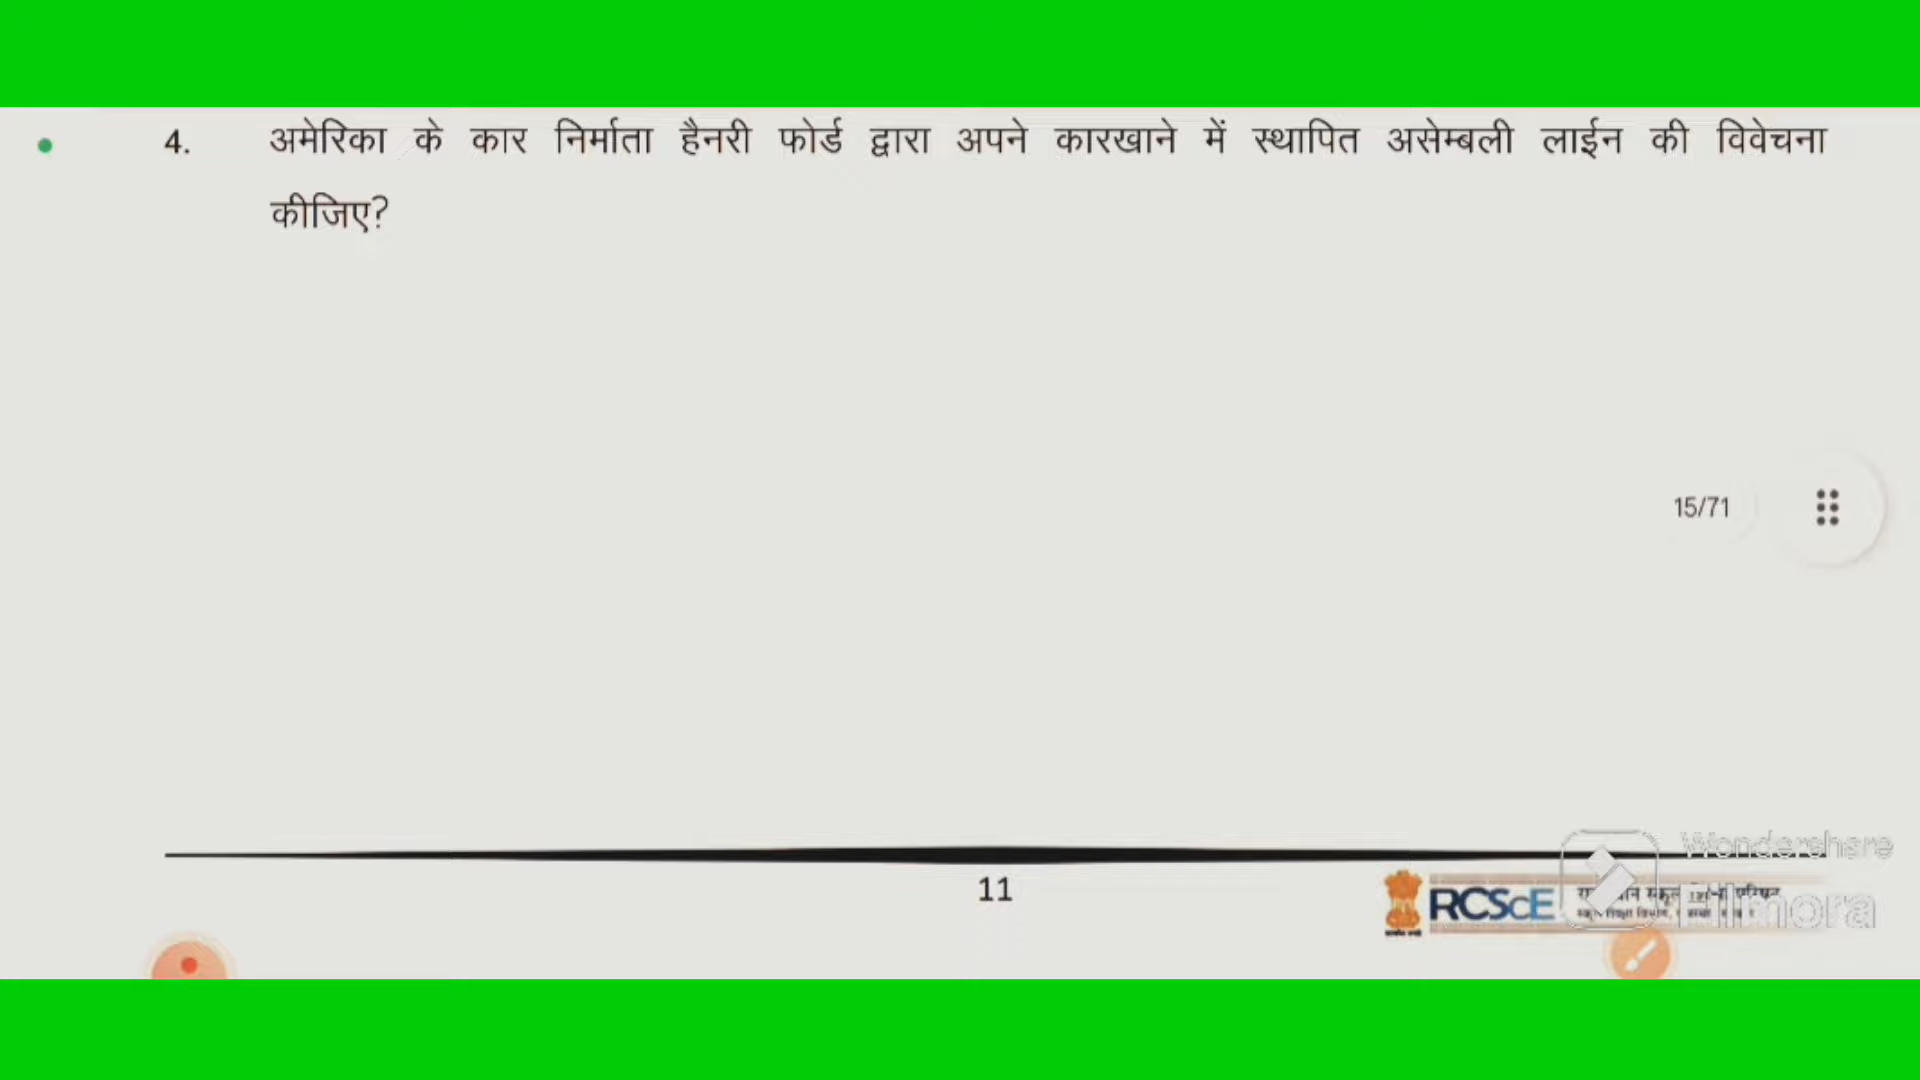 4. अमेरिका के कार निर्माता हैनरी फोर्ड द्वारा अपने कारखाने में स्थापित असेम्बली लाईन की विवेचना
कीजिए?
15/71
Wondershare
Filmora
11
RCScE